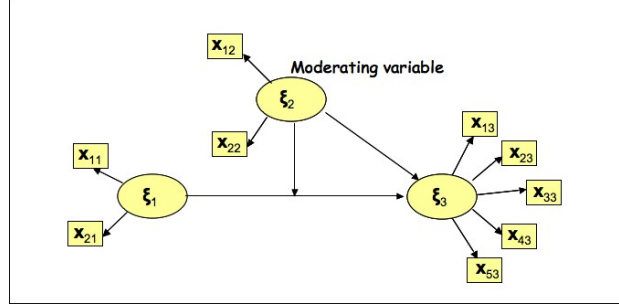 x₁₂
Moderating variable
ξ₂
x₁₃
x₂₂
x₂₃
x₁₁
x₃₃
ξ₁
ξ₃
x₂₁
x₄₃
x₅₃